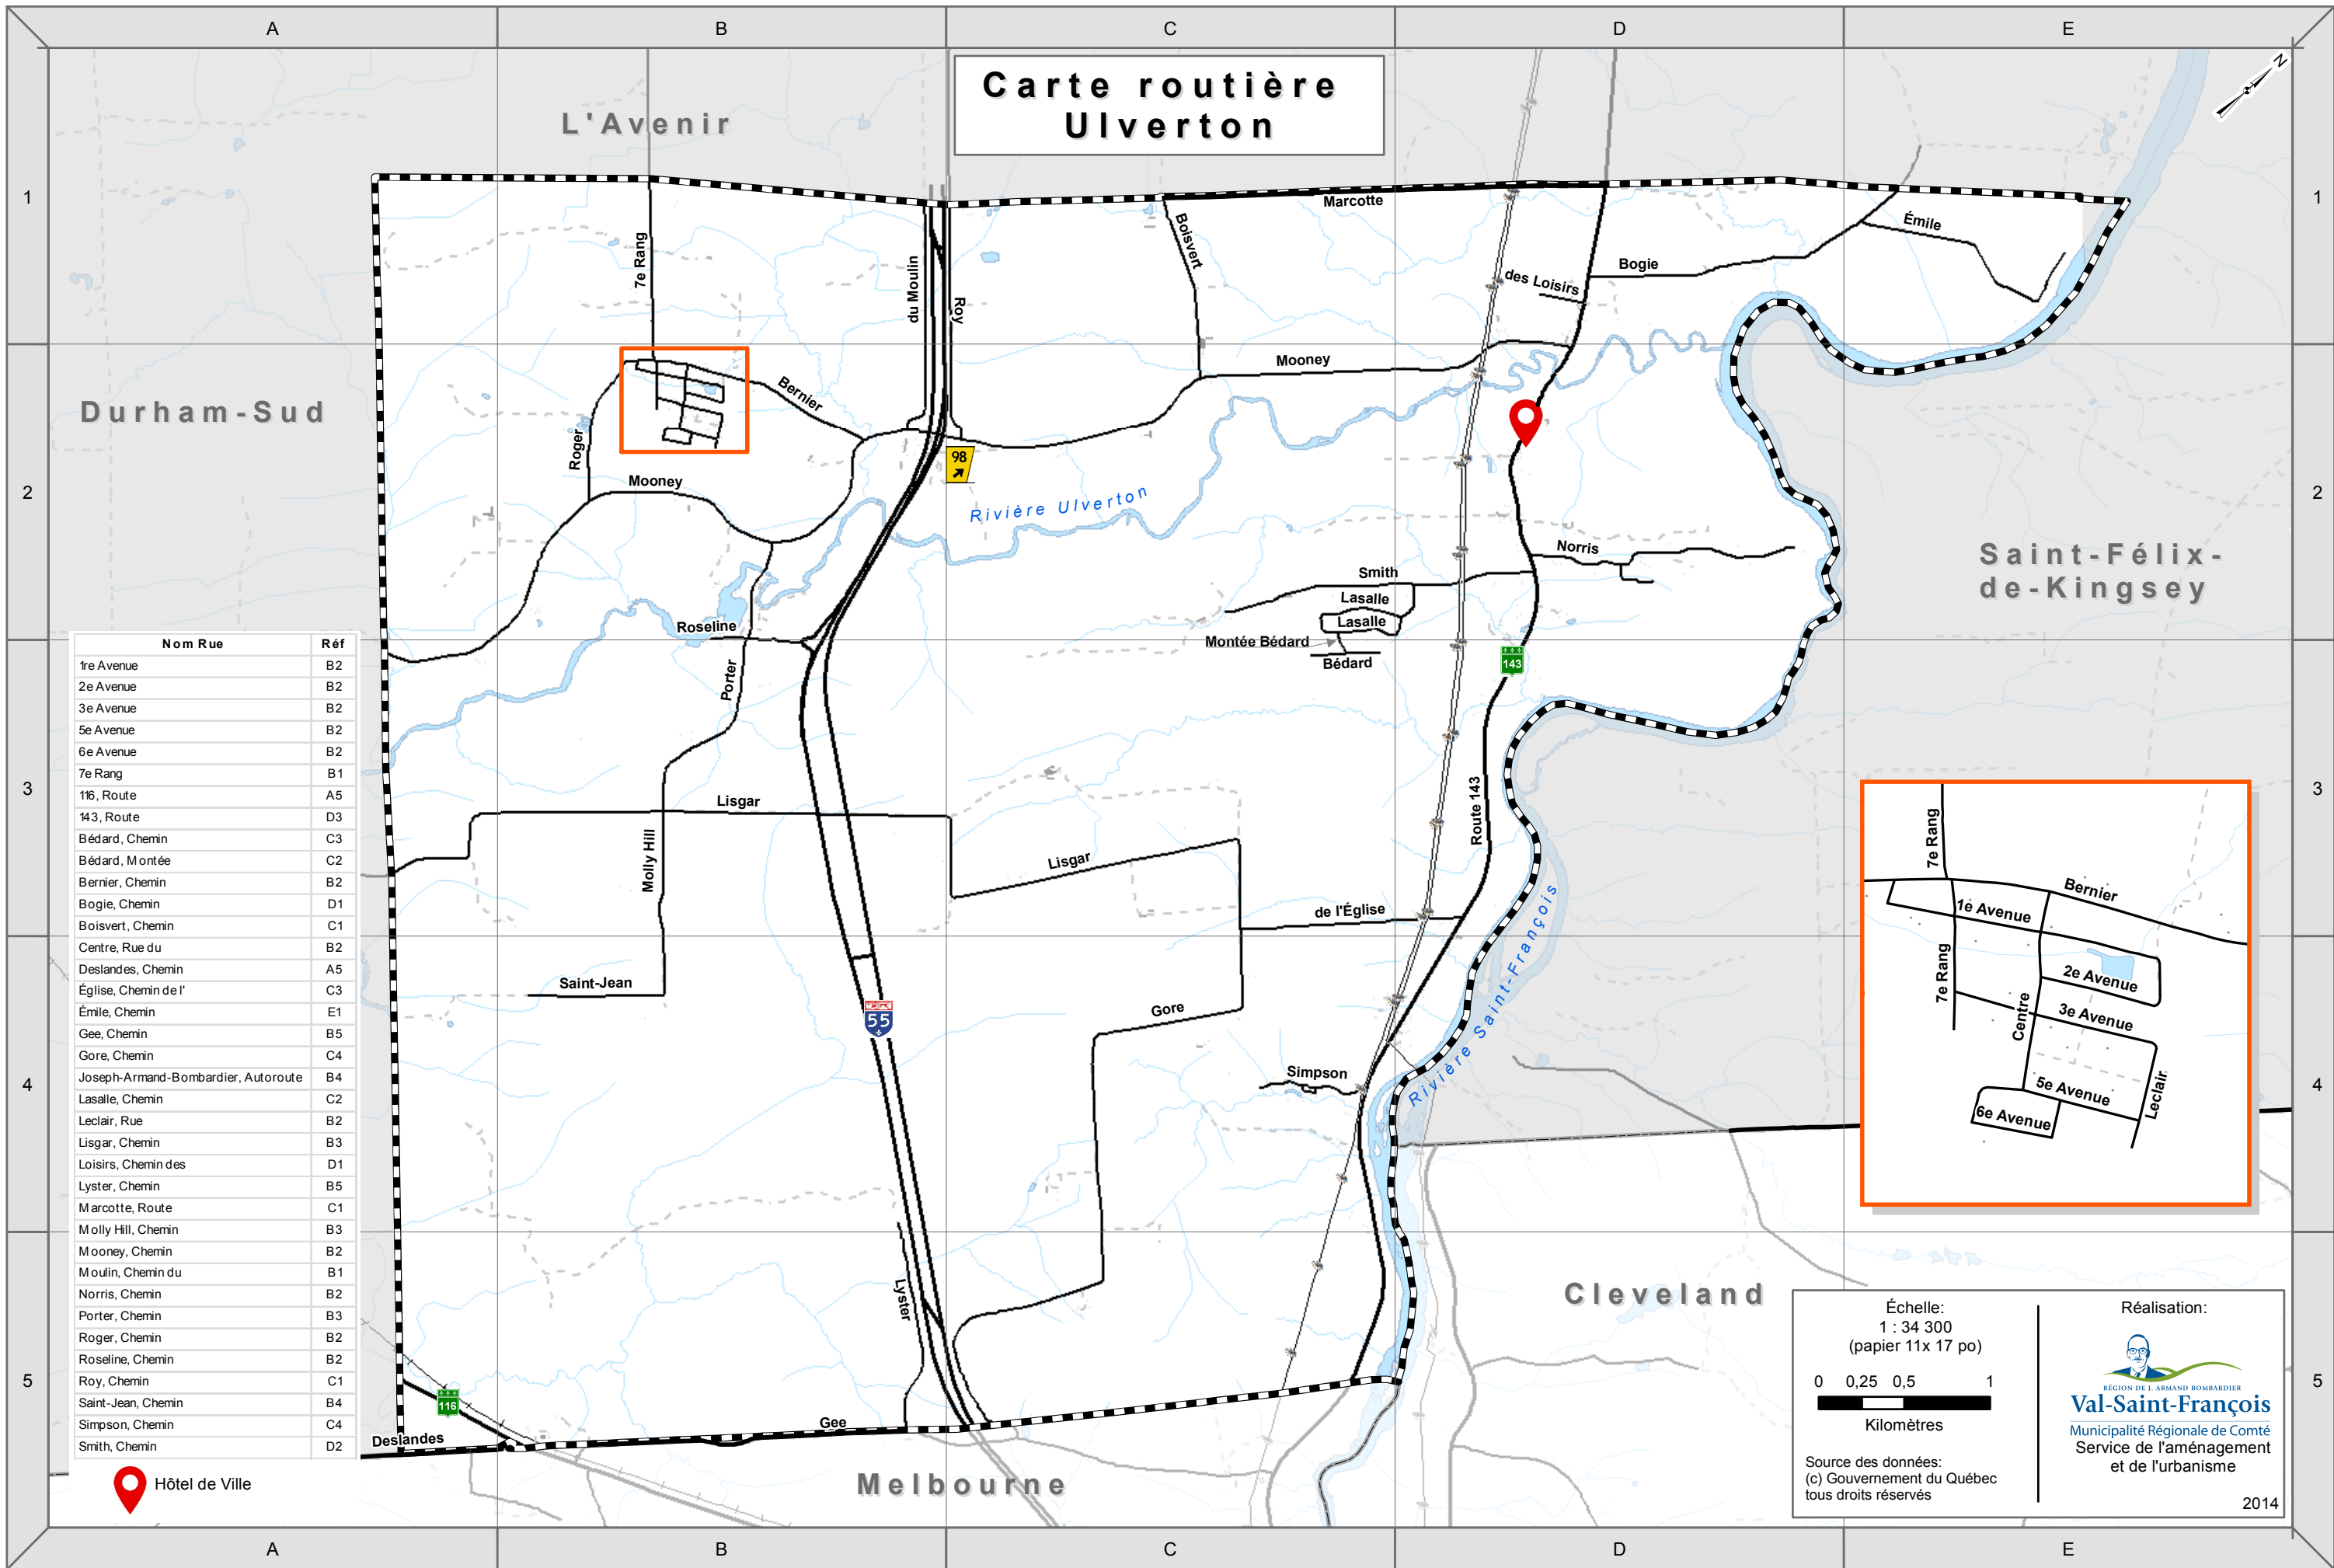 A B C D E
Carte routière
Ulverton
N
L'Avenir
1 1
Marcotte
Boisvert
Émile
7e Rang
du Moulin
Roy
des Loisirs
Bogie
Mooney
Bernier
Durham-Sud
Roger
98
2 2
Mooney
Rivière Ulverton
Norris
Saint-Félix-
de-Kingsey
Smith
Lasalle
Lasalle
Roseline
Montée Bédard
Bédard
143
Porter
Nom Rue Réf
1re Avenue B2
2e Avenue B2
3e Avenue B2
5e Avenue B2
6e Avenue B2
7e Rang B1
116, Route A5
143, Route D3
Bédard, Chemin C3
Bédard, Montée C2
Bernier, Chemin B2
Bogie, Chemin D1
Boisvert, Chemin C1
Centre, Rue du B2
Deslandes, Chemin A5
Église, Chemin de l' C3
Émile, Chemin E1
Gee, Chemin B5
Gore, Chemin C4
Joseph-Armand-Bombardier, Autoroute B4
Lasalle, Chemin C2
Leclair, Rue B2
Lisgar, Chemin B3
Loisirs, Chemin des D1
Lyster, Chemin B5
Marcotte, Route C1
Molly Hill, Chemin B3
Mooney, Chemin B2
Moulin, Chemin du B1
Norris, Chemin B2
Porter, Chemin B3
Roger, Chemin B2
Roseline, Chemin B2
Roy, Chemin C1
Saint-Jean, Chemin B4
Simpson, Chemin C4
Smith, Chemin D2
Hôtel de Ville
3 3
Lisgar
Route 143
Molly Hill
Lisgar
de l'Église
Rivière Saint-François
Saint-Jean
Gore
55
Simpson
4 4
7e Rang
Bernier
1e Avenue
7e Rang
2e Avenue
Centre
3e Avenue
5e Avenue
Leclair
6e Avenue
Lyster
Cleveland
5 5
116
Deslandes
Gee
Melbourne
Échelle:
1 : 34 300
(papier 11x 17 po)
0 0,25 0,5 1
Kilomètres
Source des données:
(c) Gouvernement du Québec
tous droits réservés
Réalisation:
RÉGION DE J. ARMAND BOMBARDIER
Val-Saint-François
Municipalité Régionale de Comté
Service de l'aménagement
et de l'urbanisme
2014
A B C D E